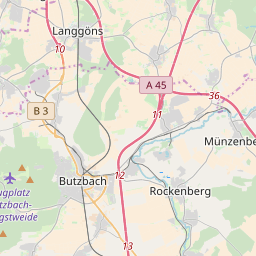 Langgöns
10
A 45
36
B 3
11
Münzenbe
12
Butzbach
Rockenberg
ugplatz
tzbach-
gstweide
13